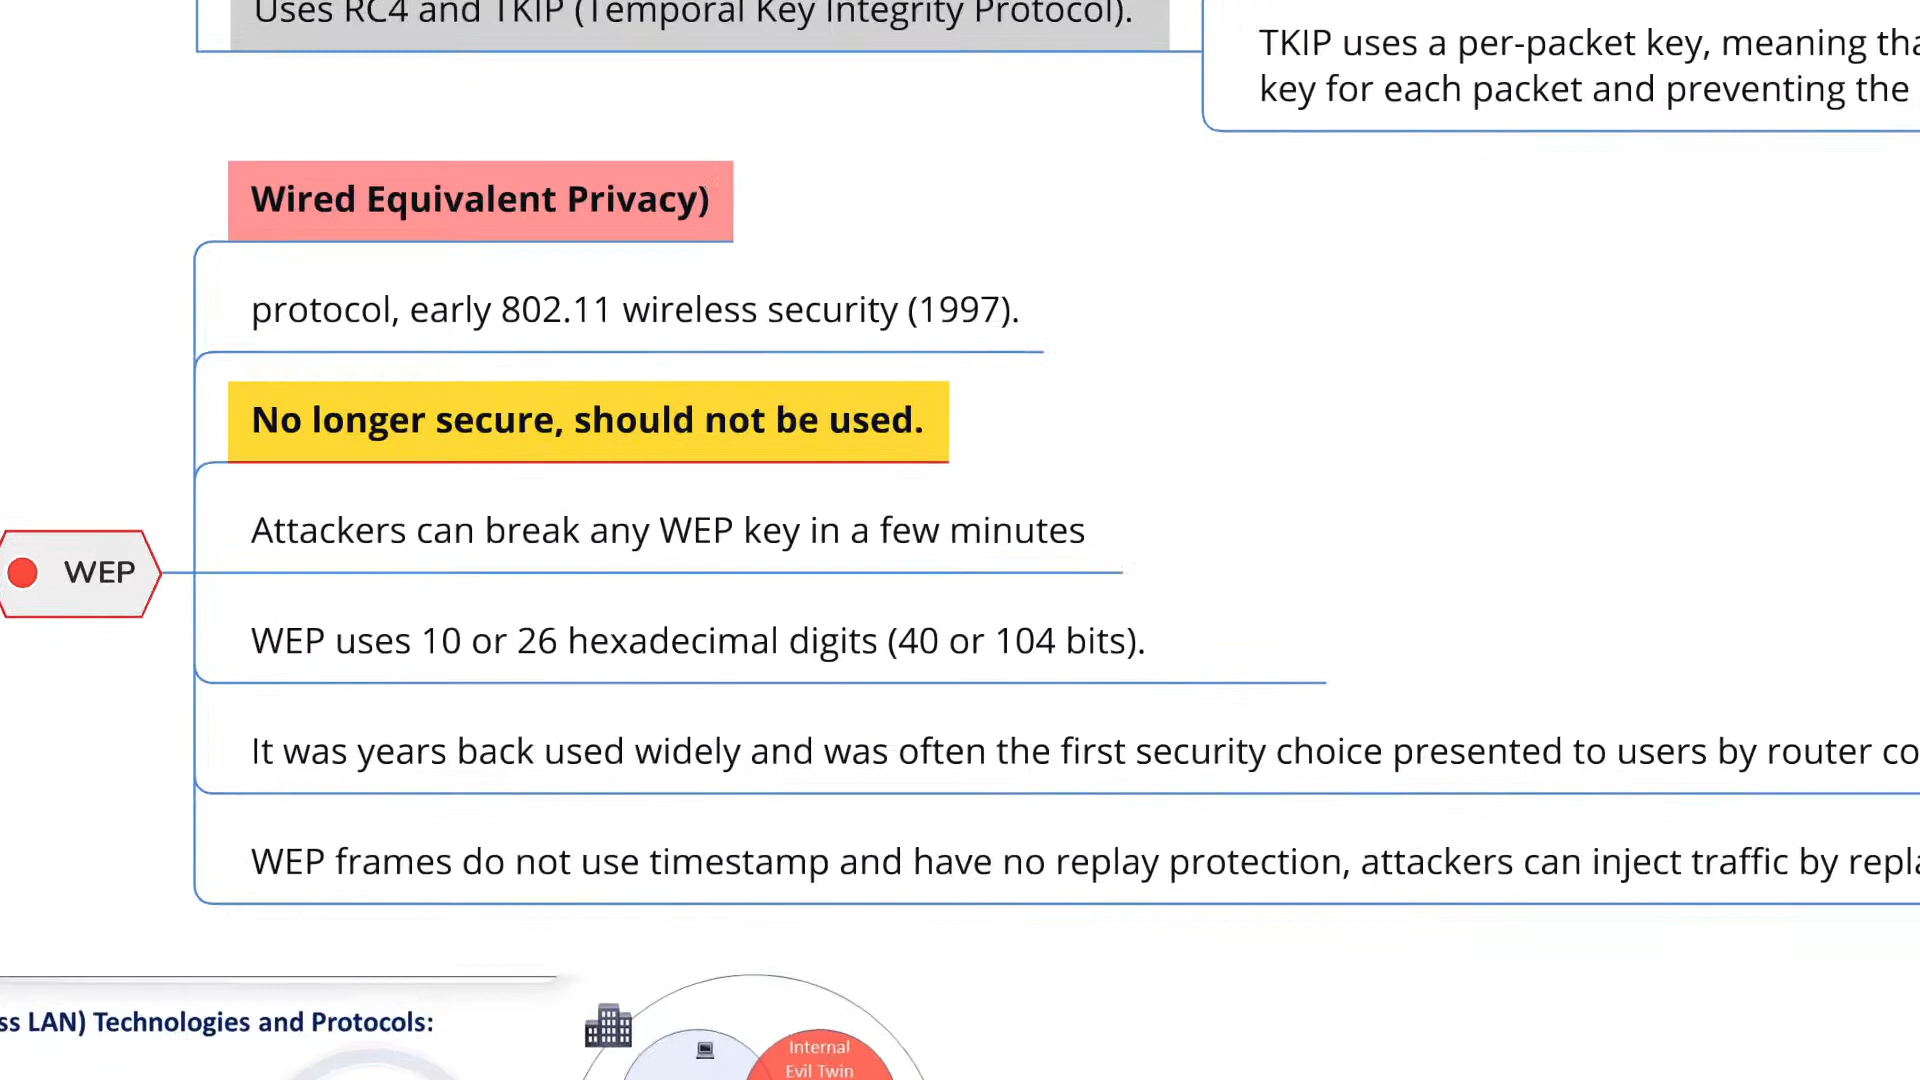 Uses RC4 and TKIP (Temporal Key Integrity Protocol).
TKIP uses a per-packet key, meaning
key for each packet and preventing the
Wired Equivalent Privacy)
protocol, early 802.11 wireless security (1997).
No longer secure, should not be used.
Attackers can break any WEP key in a few minutes
WEP
WEP uses 10 or 26 hexadecimal digits (40 or 104 bits).
It was years back used widely and was often the first security choice presented to users by router
WEP frames do not use timestamp and have no replay protection, attackers can inject traffic by
LAN) Technologies and Protocols:
Internal
Evil Twin